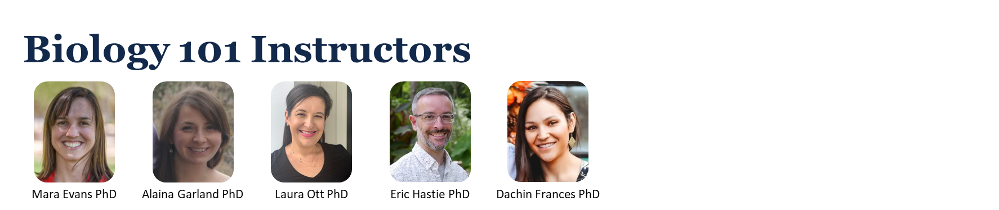 Biology 101 Instructors
Mara Evans PhD
Alaina Garland PhD
Laura Ott PhD
Eric Hastie PhD
Dachin Frances PhD